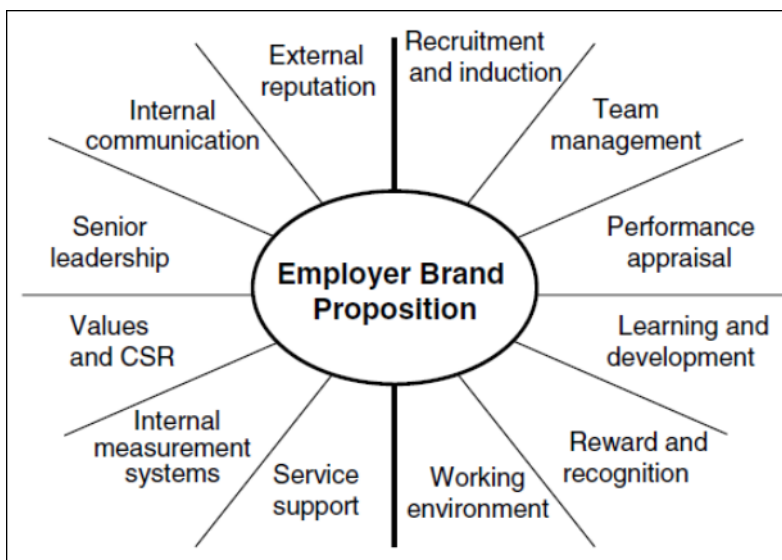 External
reputation
Recruitment
and induction
Internal
communication
Team
management
Senior
leadership
Performance
appraisal
Employer Brand
Proposition
Values
and CSR
Learning and
development
Internal
measurement
systems
Reward and
recognition
Service
support
Working
environment